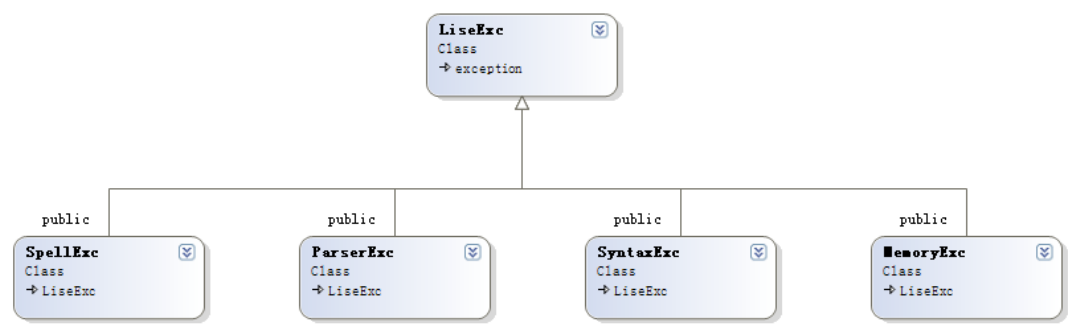 LiseExc
Class
exception
public
public
public
public
SpellExc
Class
LiseExc
ParserExc
Class
LiseExc
SyntaxExc
Class
LiseExc
MemoryExc
Class
LiseExc